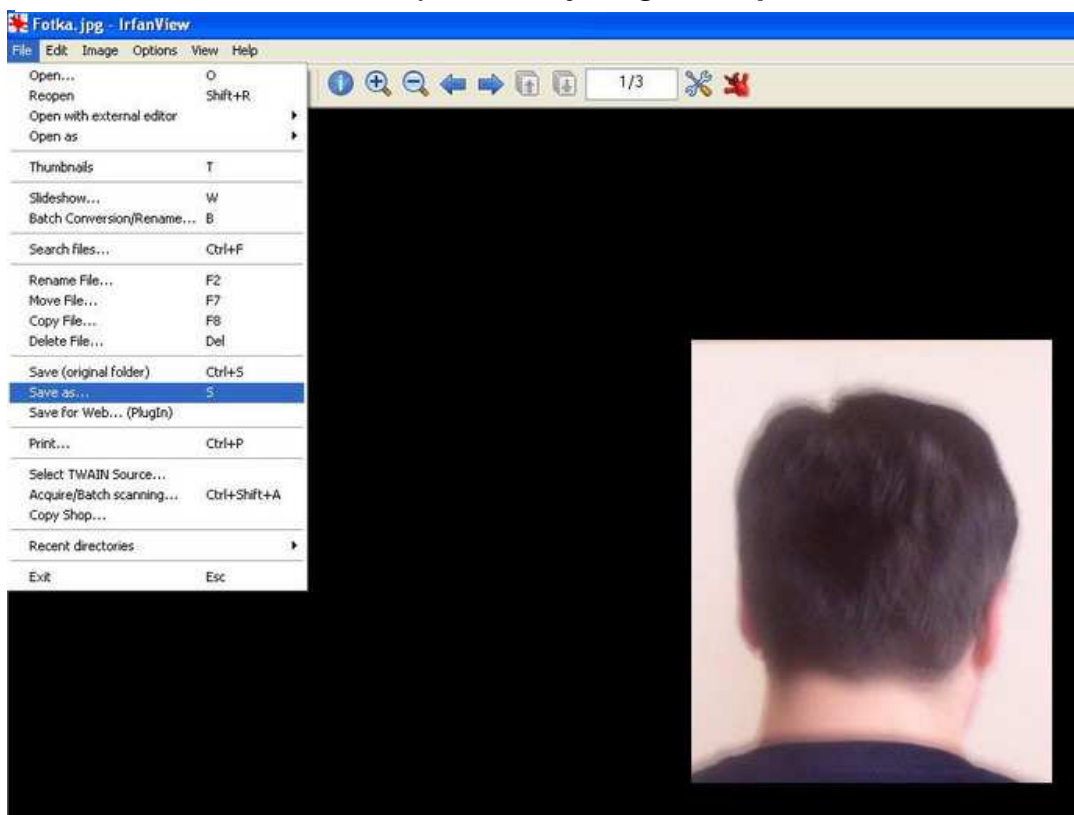 Fotka.jpg - IrfanView
File Edit Image Options View Help
1/3
Open... O
Reopen Shift+R
Open with external editor
Open as
Thumbnails T
Slideshow... W
Batch Conversion/Rename... B
Search files... Ctrl+F
Rename File... F2
Move File... F7
Copy File... F8
Delete File... Del
Save (original folder) Ctrl+S
Save as... S
Save for Web... (PlugIn)
Print... Ctrl+P
Select TWAIN Source...
Acquire/Batch scanning... Ctrl+Shift+A
Copy Shop...
Recent directories
Exit Esc